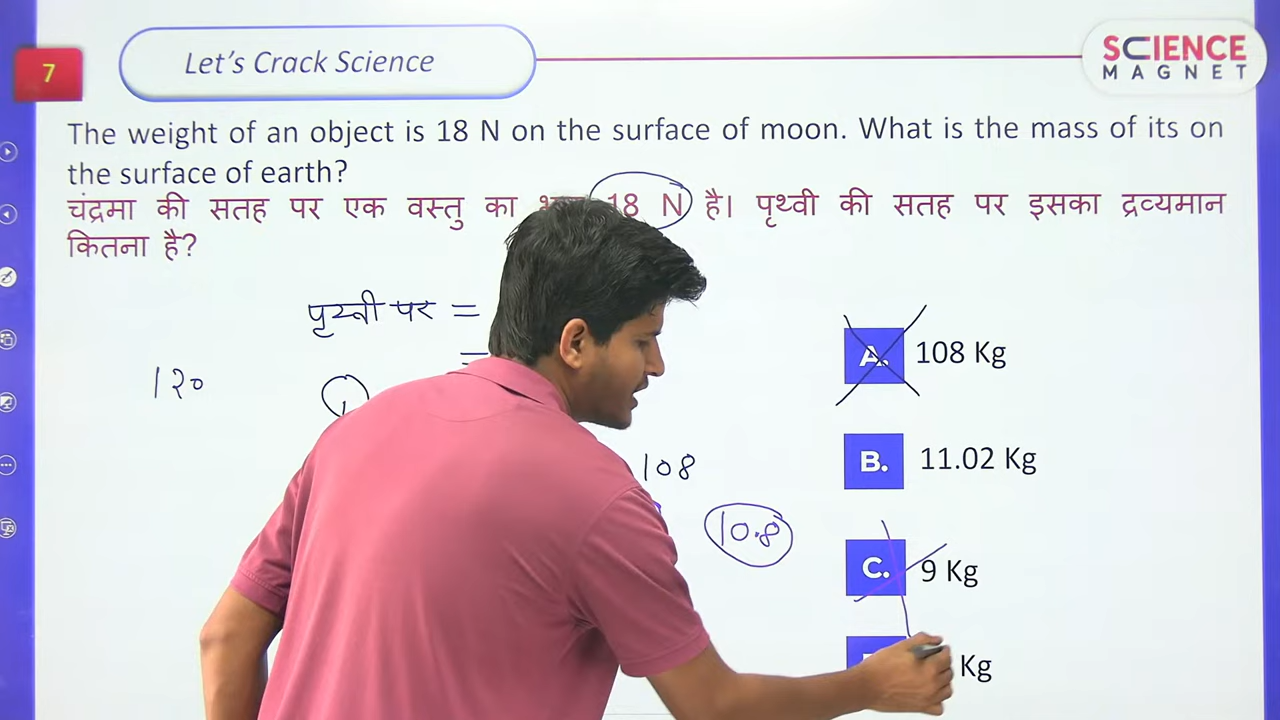 7
Let's Crack Science
SCIENCE
MAGNET
The weight of an object is 18 N on the surface of moon. What is the mass of its on
the surface of earth?
चंद्रमा की सतह पर एक वस्तु का 18 N है। पृथ्वी की सतह पर इसका द्रव्यमान
कितना है?
पृथ्वी पर =
=
120
1
108
10.8
A. 108 Kg
B. 11.02 Kg
C. 9 Kg
Kg